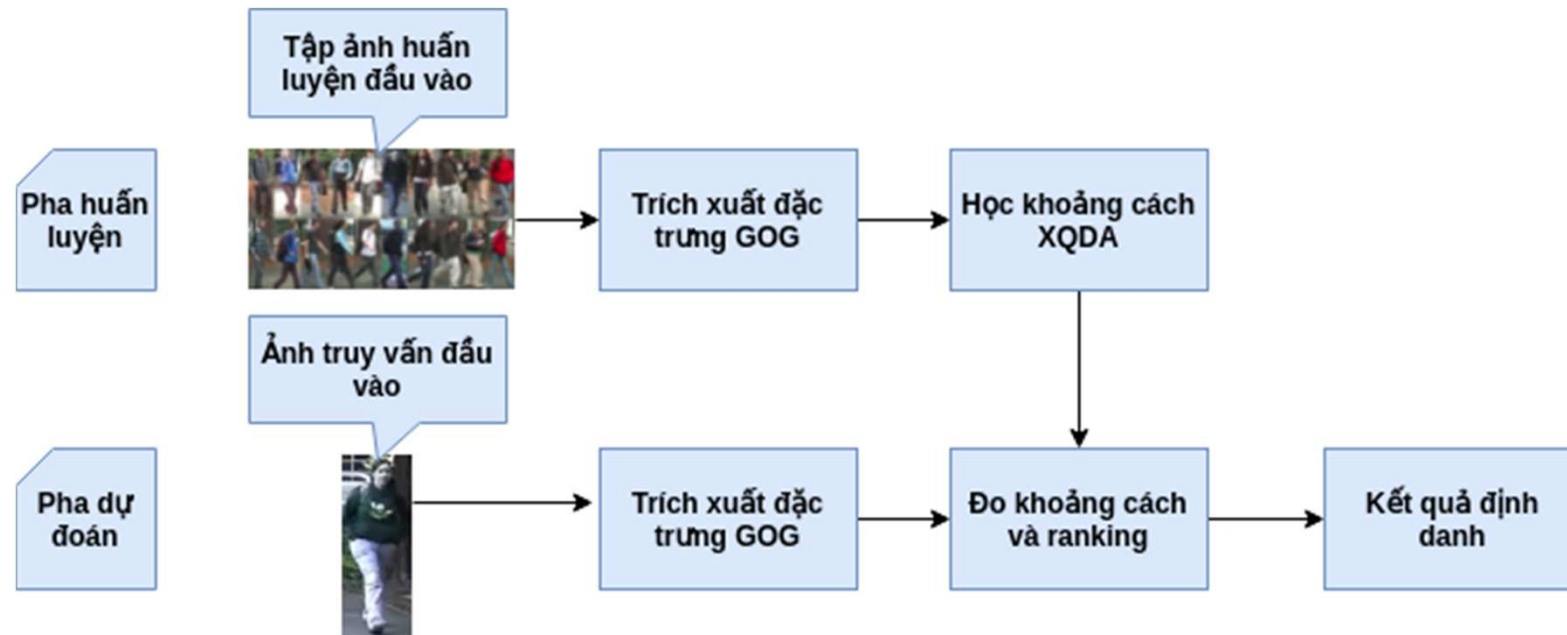 Tập ảnh huấn
luyện đầu vào
Pha huấn
luyện
Trích xuất đặc
trưng GOG
Học khoảng cách
XQDA
Ảnh truy vấn đầu
vào
Pha dự
đoán
Trích xuất đặc
trưng GOG
Đo khoảng cách
và ranking
Kết quả định
danh